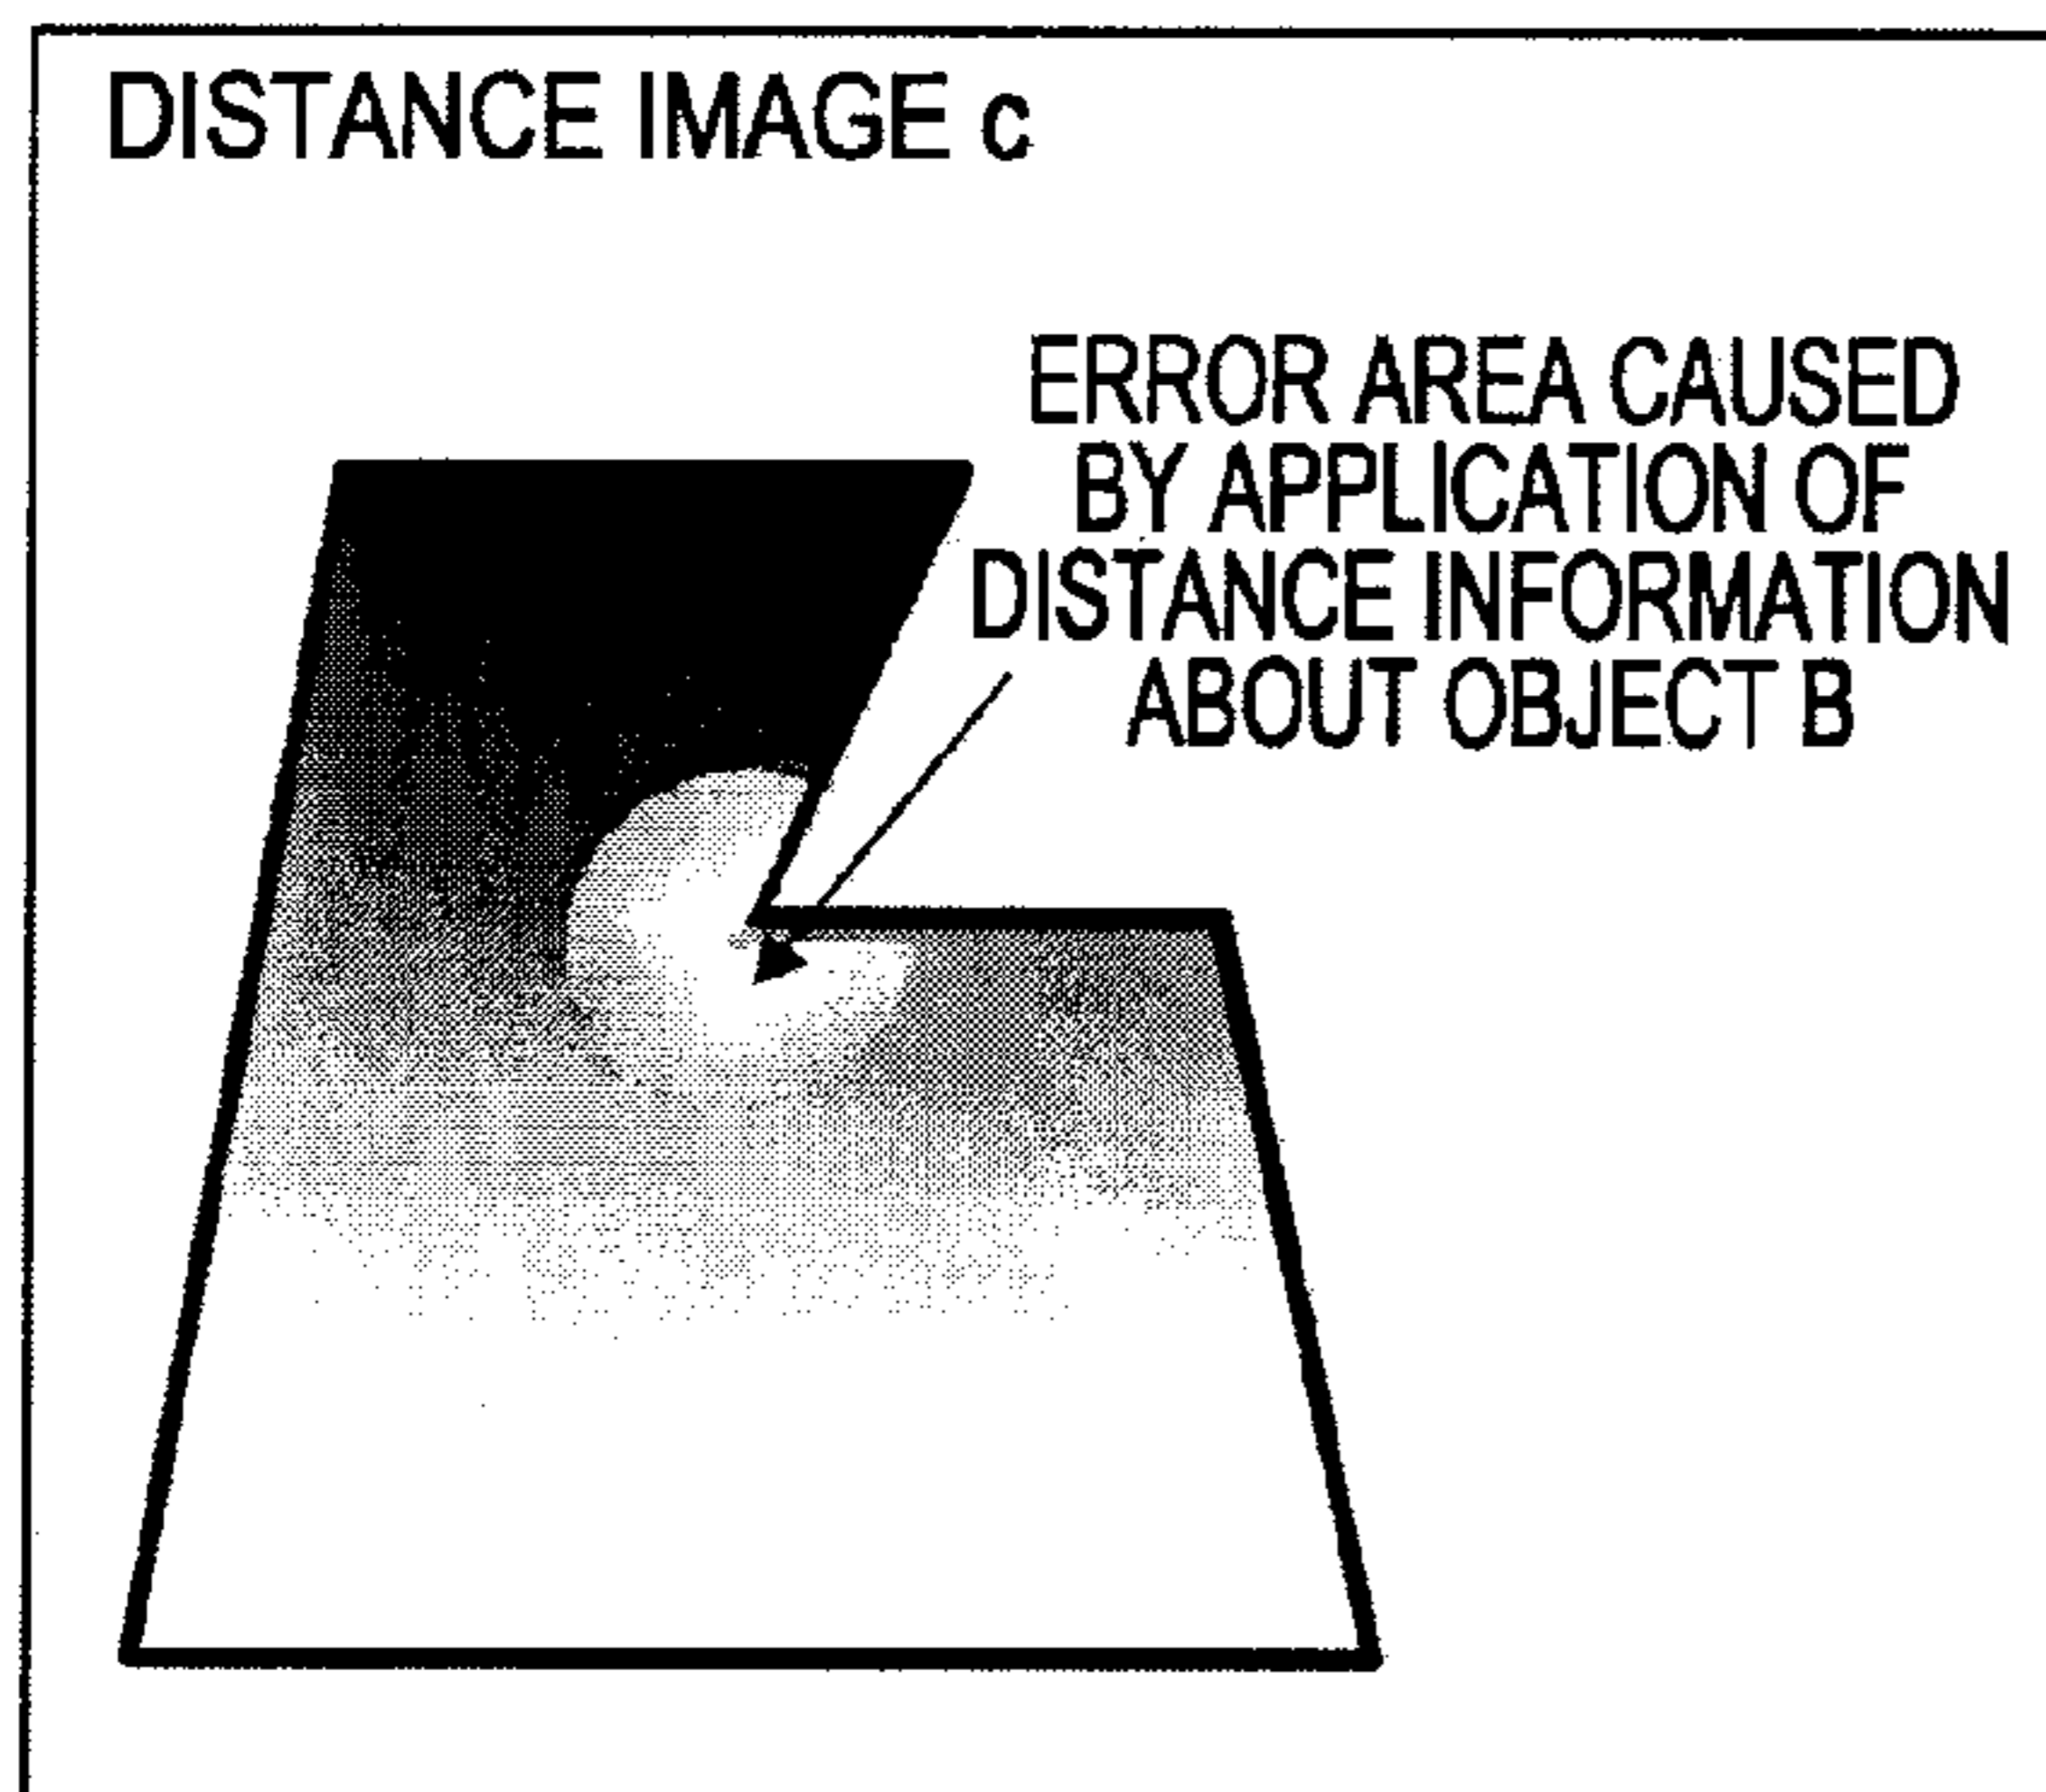 DISTANCE IMAGE c
ERROR AREA CAUSED
BY APPLICATION OF
DISTANCE INFORMATION
ABOUT OBJECT B